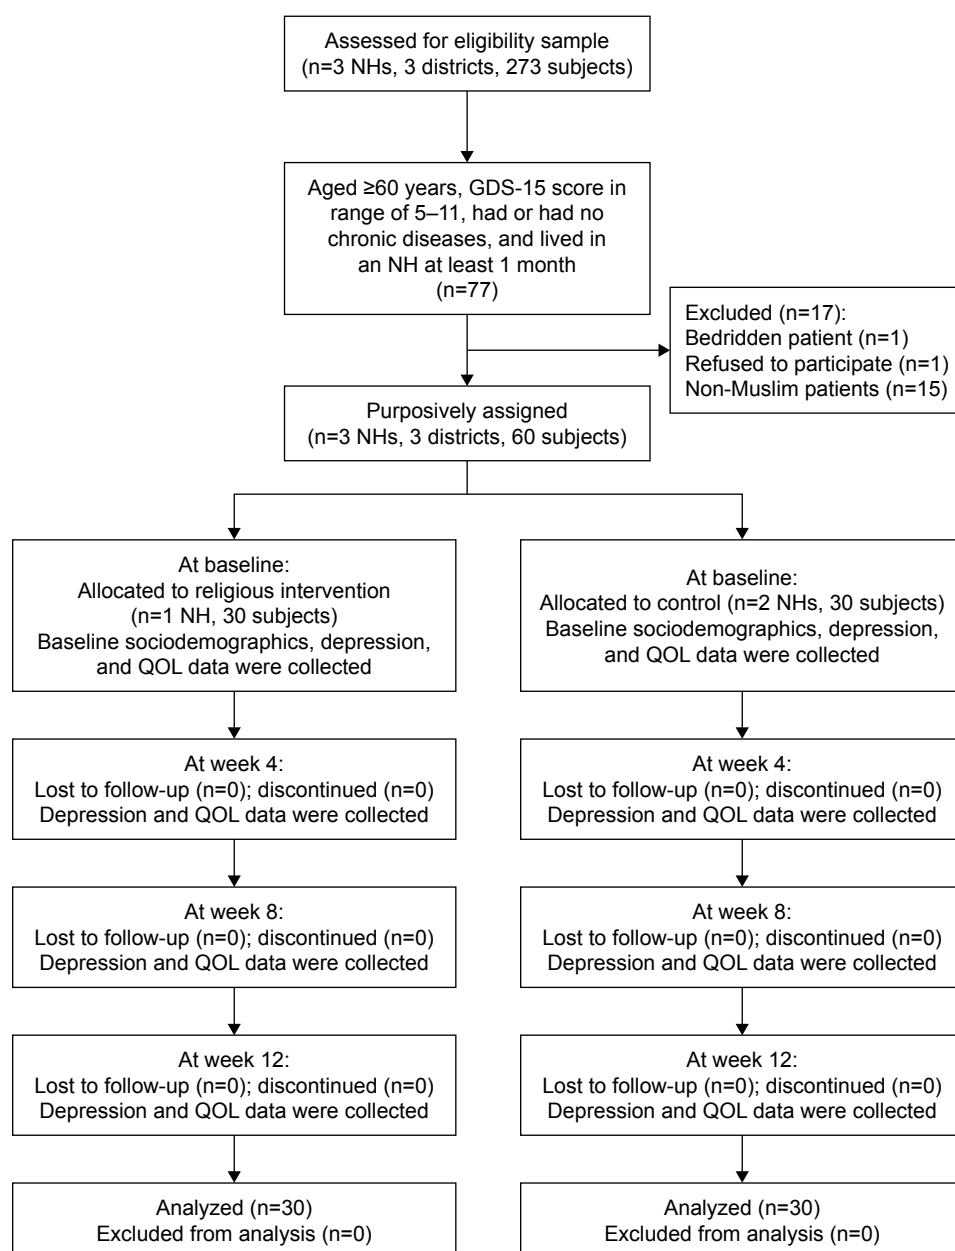 Assessed for eligibility sample
(n=3 NHs, 3 districts, 273 subjects)
Aged ≥60 years, GDS-15 score in
range of 5–11, had or had no
chronic diseases, and lived in
an NH at least 1 month
(n=77)
Excluded (n=17):
Bedridden patient (n=1)
Refused to participate (n=1)
Non-Muslim patients (n=15)
Purposively assigned
(n=3 NHs, 3 districts, 60 subjects)
At baseline:
Allocated to religious intervention
(n=1 NH, 30 subjects)
Baseline sociodemographics, depression,
and QOL data were collected
At baseline:
Allocated to control (n=2 NHs, 30 subjects)
Baseline sociodemographics, depression,
and QOL data were collected
At week 4:
Lost to follow-up (n=0); discontinued (n=0)
Depression and QOL data were collected
At week 4:
Lost to follow-up (n=0); discontinued (n=0)
Depression and QOL data were collected
At week 8:
Lost to follow-up (n=0); discontinued (n=0)
Depression and QOL data were collected
At week 8:
Lost to follow-up (n=0); discontinued (n=0)
Depression and QOL data were collected
At week 12:
Lost to follow-up (n=0); discontinued (n=0)
Depression and QOL data were collected
At week 12:
Lost to follow-up (n=0); discontinued (n=0)
Depression and QOL data were collected
Analyzed (n=30)
Excluded from analysis (n=0)
Analyzed (n=30)
Excluded from analysis (n=0)